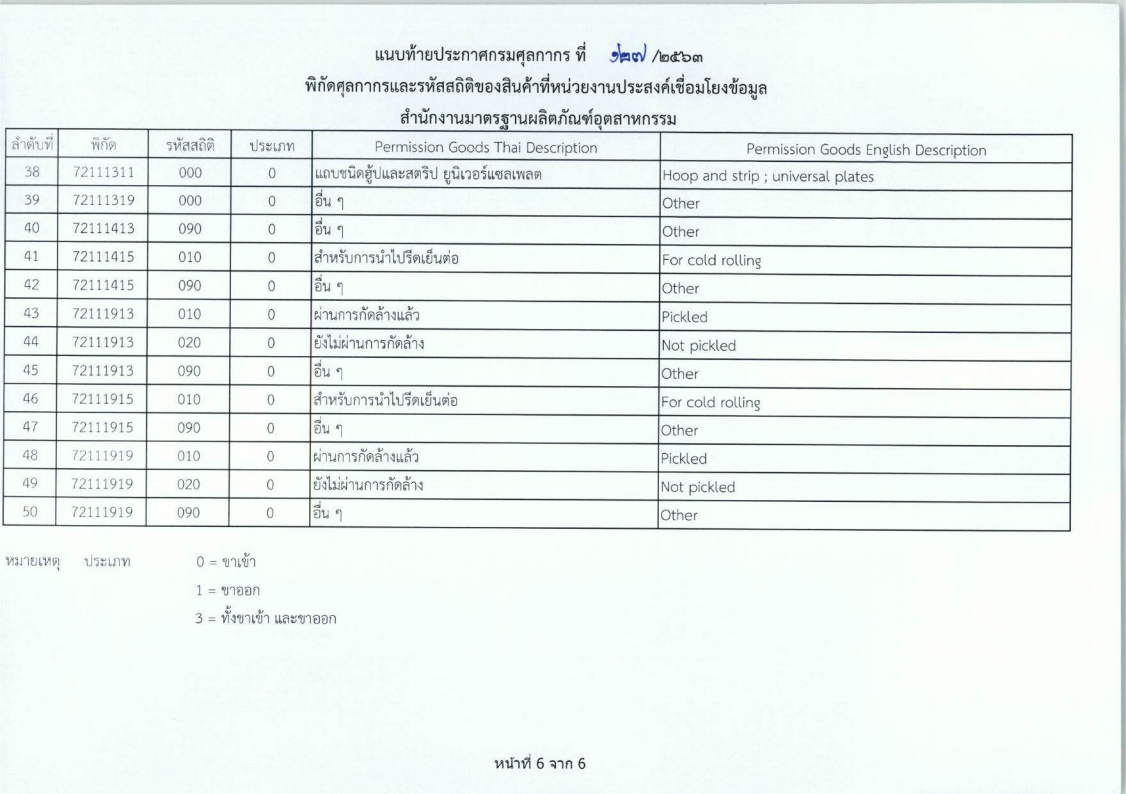 แนบท้ายประกาศกรมศุลกากร ที่ ๑๒๗ /๒๕๖๓
พิกัดศุลกากรและรหัสสถิติของสินค้าที่หน่วยงานประสงค์เชื่อมโยงข้อมูล
สำนักงานมาตรฐานผลิตภัณฑ์อุตสาหกรรม
ลำดับที่ พิกัด รหัสสถิติ ประเภท Permission Goods Thai Description Permission Goods English Description
38 72111311 000 0 แถบชนิดฮู้ปและสตริป ยูนิเวอร์แซลเพลต Hoop and strip ; universal plates
39 72111319 000 0 อื่น ๆ Other
40 72111413 090 0 อื่น ๆ Other
41 72111415 010 0 สำหรับการนำไปรีดเย็นต่อ For cold rolling
42 72111415 090 0 อื่น ๆ Other
43 72111913 010 0 ผ่านการกัดล้างแล้ว Pickled
44 72111913 020 0 ยังไม่ผ่านการกัดล้าง Not pickled
45 72111913 090 0 อื่น ๆ Other
46 72111915 010 0 สำหรับการนำไปรีดเย็นต่อ For cold rolling
47 72111915 090 0 อื่น ๆ Other
48 72111919 010 0 ผ่านการกัดล้างแล้ว Pickled
49 72111919 020 0 ยังไม่ผ่านการกัดล้าง Not pickled
50 72111919 090 0 อื่น ๆ Other
หมายเหตุ ประเภท 0 = ขาเข้า
1 = ขาออก
3 = ทั้งขาเข้า และขาออก
หน้าที่ 6 จาก 6